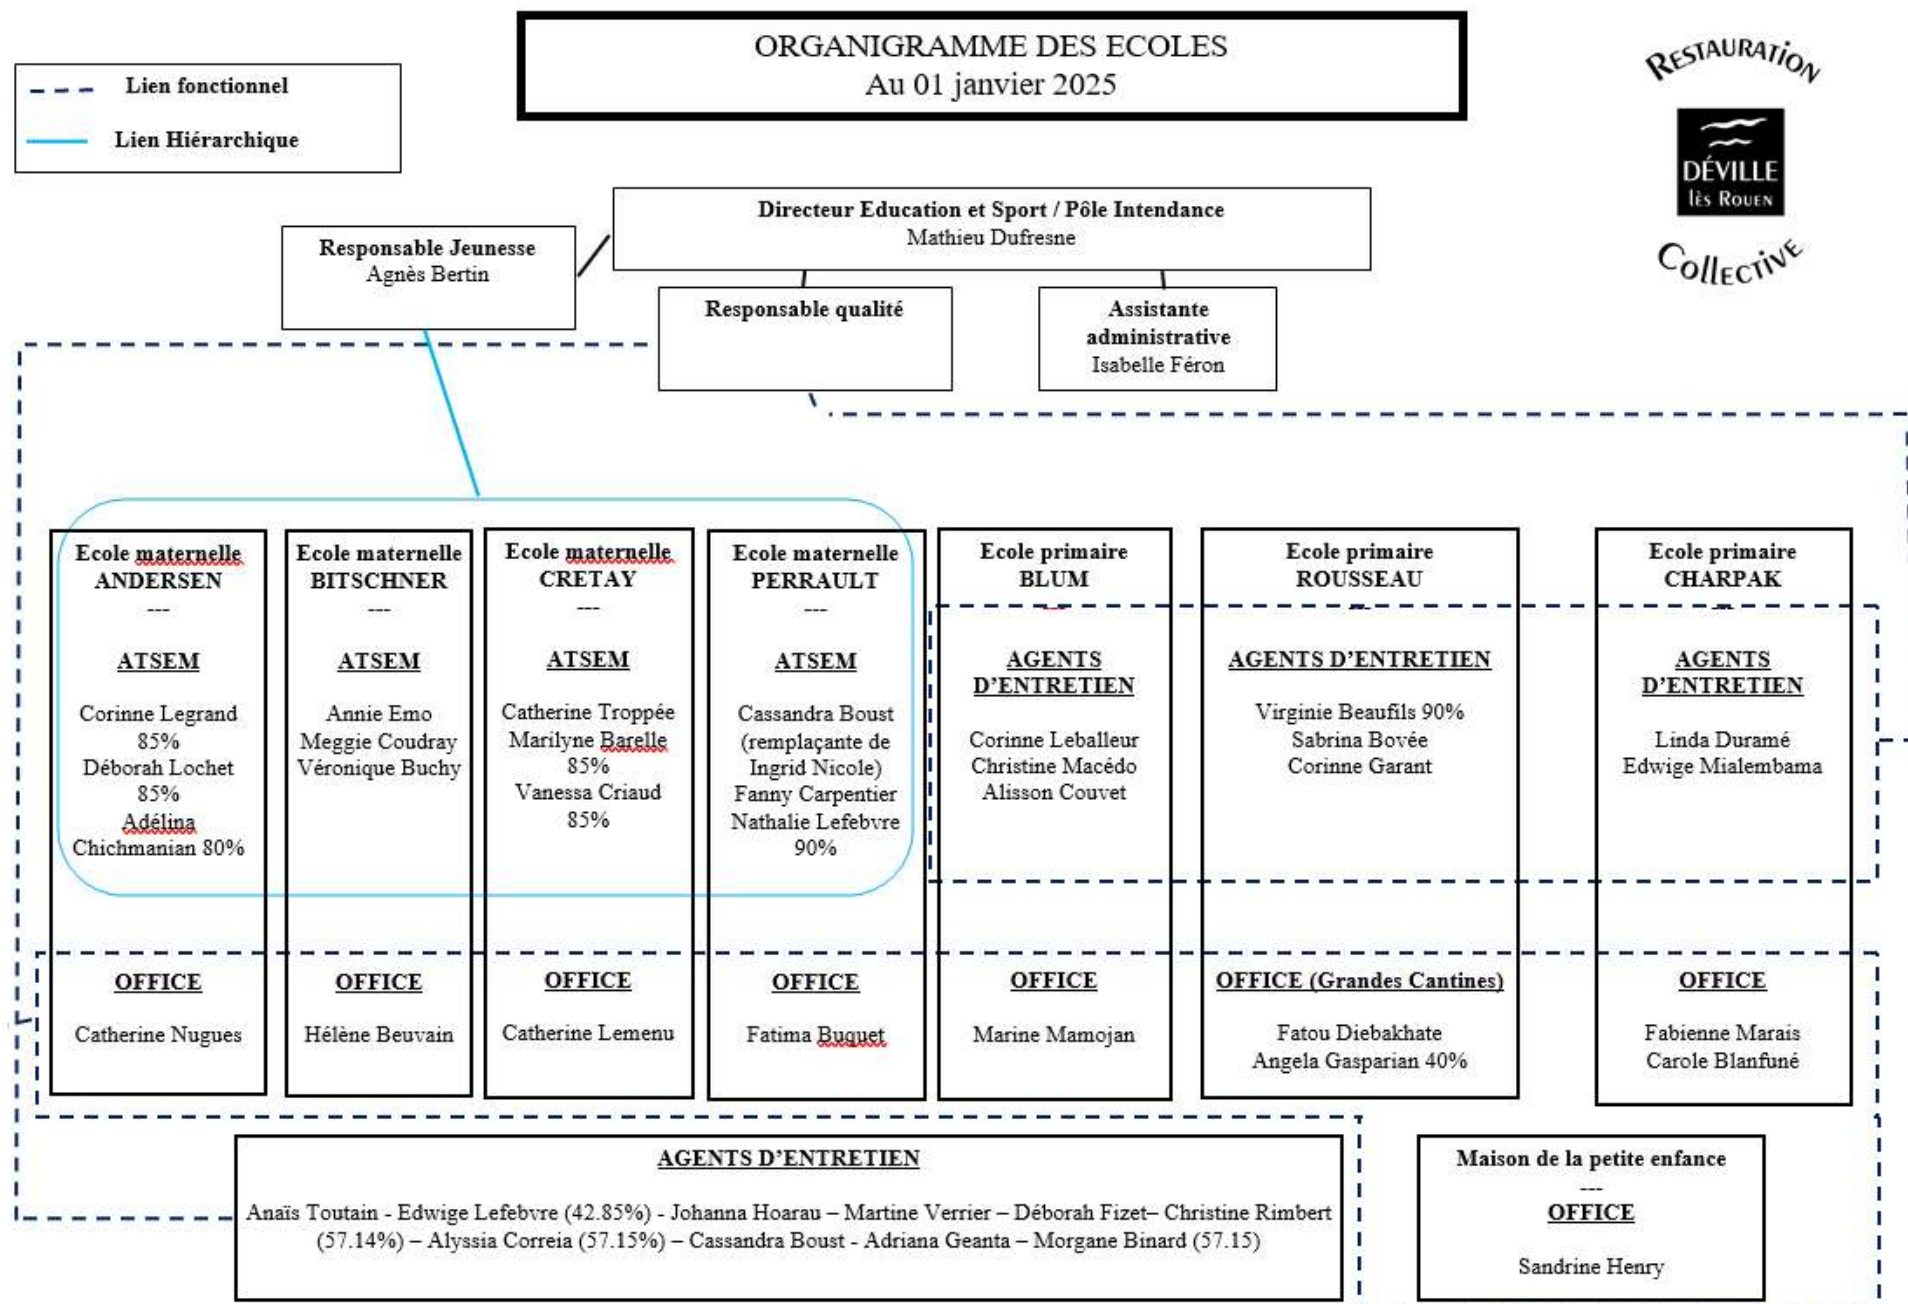 ORGANIGRAMME DES ECOLES
Au 01 janvier 2025
Lien fonctionnel
Lien Hiérarchique
RESTAURATION
DÉVILLE
lès ROUEN
COLLECTIVE
Directeur Education et Sport / Pôle Intendance
Mathieu Dufresne
Responsable Jeunesse
Agnès Bertin
Responsable qualité
Assistante
administrative
Isabelle Féron
Ecole maternelle
ANDERSEN
---
ATSEM
Corinne Legrand
85%
Déborah Lochet
85%
Adélina
Chichmanian 80%
OFFICE
Catherine Nugues
Ecole maternelle
BITSCHNER
---
ATSEM
Annie Emo
Meggie Coudray
Véronique Buchy
OFFICE
Hélène Beuvain
Ecole maternelle
CRETAY
---
ATSEM
Catherine Troppée
Marilyne Barelle
85%
Vanessa Criaud
85%
OFFICE
Catherine Lemenu
Ecole maternelle
PERRAULT
---
ATSEM
Cassandra Boust
(remplaçante de
Ingrid Nicole)
Fanny Carpentier
Nathalie Lefebvre
90%
OFFICE
Fatima Buquet
Ecole primaire
BLUM
---
AGENTS
D’ENTRETIEN
Corinne Leballeur
Christine Macédo
Alisson Couvet
OFFICE
Marine Mamojan
Ecole primaire
ROUSSEAU
---
AGENTS D’ENTRETIEN
Virginie Beaufils 90%
Sabrina Bovée
Corinne Garant
OFFICE (Grandes Cantines)
Fatou Diebakhate
Angela Gasparian 40%
Ecole primaire
CHARPAK
---
AGENTS
D’ENTRETIEN
Linda Duramé
Edwige Mialembama
OFFICE
Fabienne Marais
Carole Blanfuné
AGENTS D’ENTRETIEN
Anaïs Toutain - Edwige Lefebvre (42.85%) - Johanna Hoarau – Martine Verrier – Déborah Fizet– Christine Rimbert
(57.14%) – Alyssia Correia (57.15%) – Cassandra Boust - Adriana Geanta – Morgane Binard (57.15)
Maison de la petite enfance
---
OFFICE
Sandrine Henry